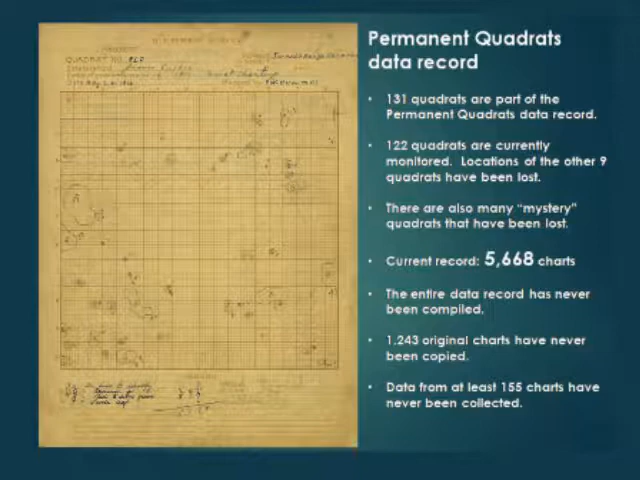 Permanent Quadrats
data record
• 131 quadrats are part of the
Permanent Quadrats data record.
• 122 quadrats are currently
monitored. Locations of the other 9
quadrats have been lost.
• There are also many “mystery”
quadrats that have been lost.
• Current record: 5,668 charts
• The entire data record has never
been compiled.
• 1,243 original charts have never
been copied.
• Data from at least 155 charts have
never been collected.
QUADRAT NO.